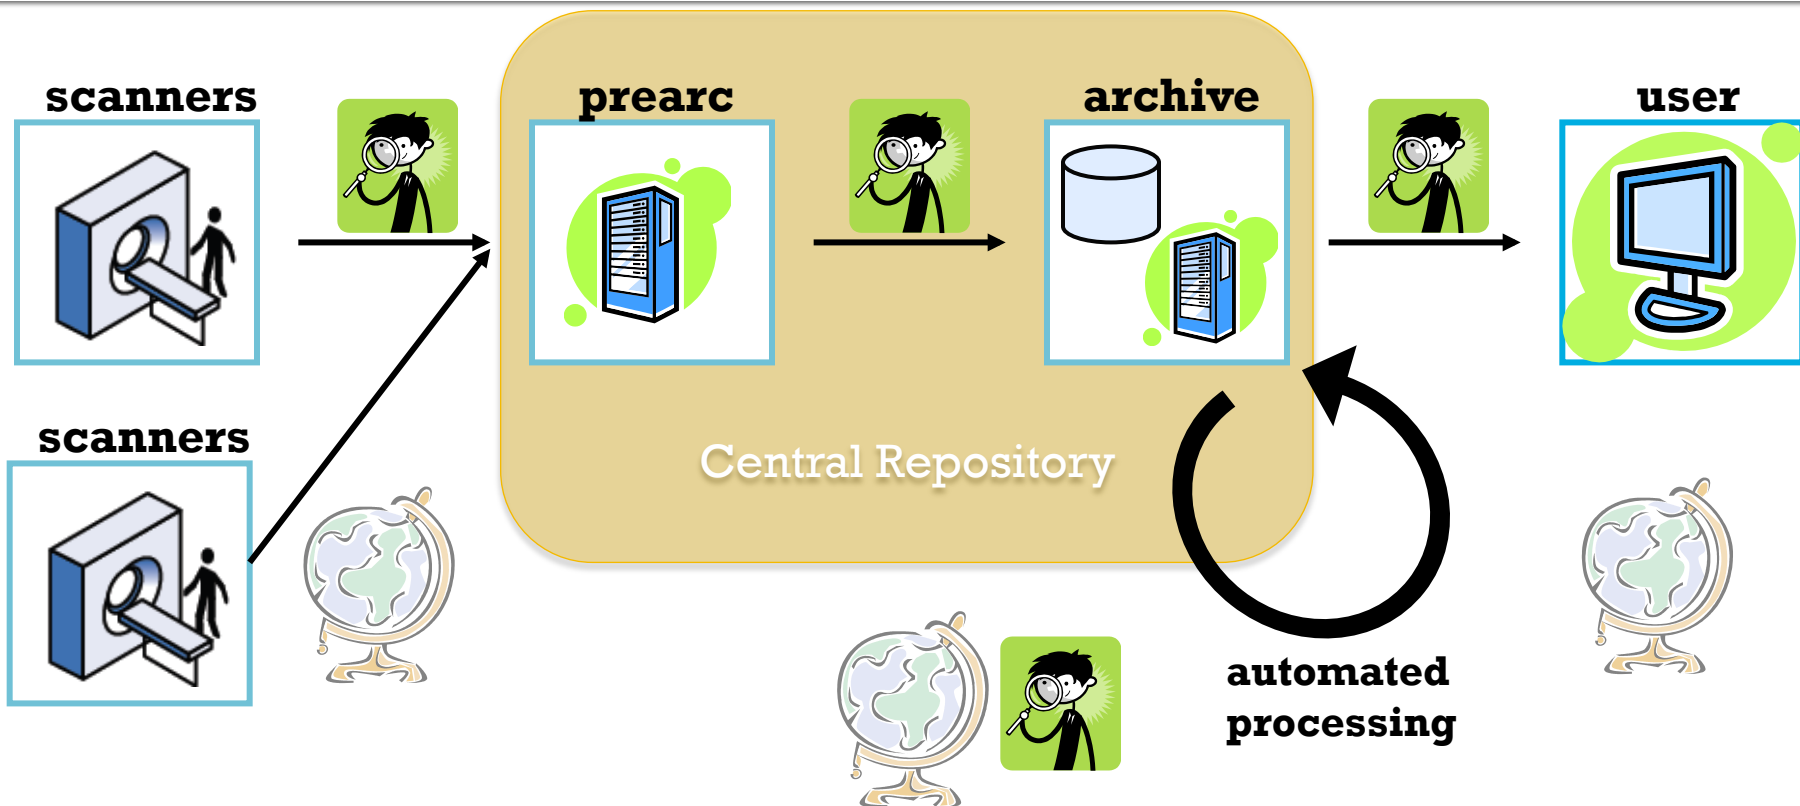 scanners
prearc
archive
user
scanners
Central Repository
automated
processing